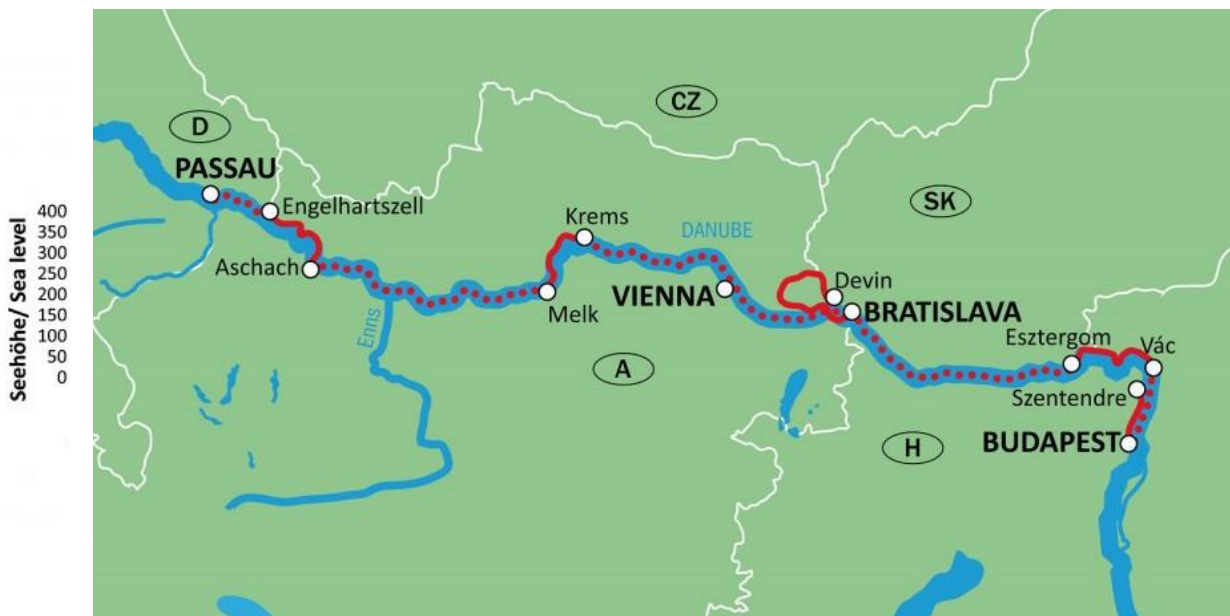 CZ
D
PASSAU
SK
Engelhartszell
Krems
DANUBE
Aschach
Devin
VIENNA
BRATISLAVA
Melk
Enns
Esztergom
Vác
A
Szentendre
BUDAPEST
H
Seehöhe/ Sea level
400
350
300
250
200
150
100
50
0